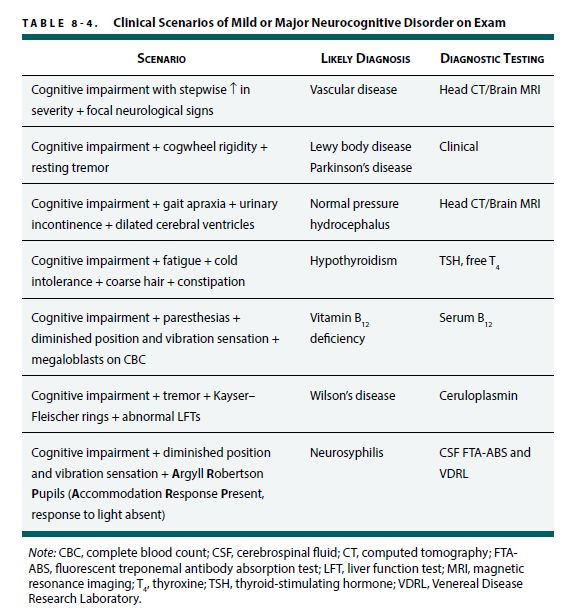 TABLE 8-4. Clinical Scenarios of Mild or Major Neurocognitive Disorder on Exam
SCENARIO LIKELY DIAGNOSIS DIAGNOSTIC TESTING
Cognitive impairment with stepwise ↑ in Vascular disease Head CT/Brain MRI
severity + focal neurological signs
Cognitive impairment + cogwheel rigidity + Lewy body disease Clinical
resting tremor Parkinson's disease
Cognitive impairment + gait apraxia + urinary Normal pressure Head CT/Brain MRI
incontinence + dilated cerebral ventricles hydrocephalus
Cognitive impairment + fatigue + cold Hypothyroidism TSH, free T4
intolerance + coarse hair + constipation
Cognitive impairment + paresthesias + Vitamin B12 Serum B12
diminished position and vibration sensation + deficiency
megaloblasts on CBC
Cognitive impairment + tremor + Kayser– Wilson's disease Ceruloplasmin
Fleischer rings + abnormal LFTs
Cognitive impairment + diminished position Neurosyphilis CSF FTA-ABS and
and vibration sensation + Argyll Robertson VDRL
Pupils (Accommodation Response Present,
response to light absent)
Note: CBC, complete blood count; CSF, cerebrospinal fluid; CT, computed tomography; FTA-
ABS, fluorescent treponemal antibody absorption test; LFT, liver function test; MRI, magnetic
resonance imaging; T4, thyroxine; TSH, thyroid-stimulating hormone; VDRL, Venereal Disease
Research Laboratory.